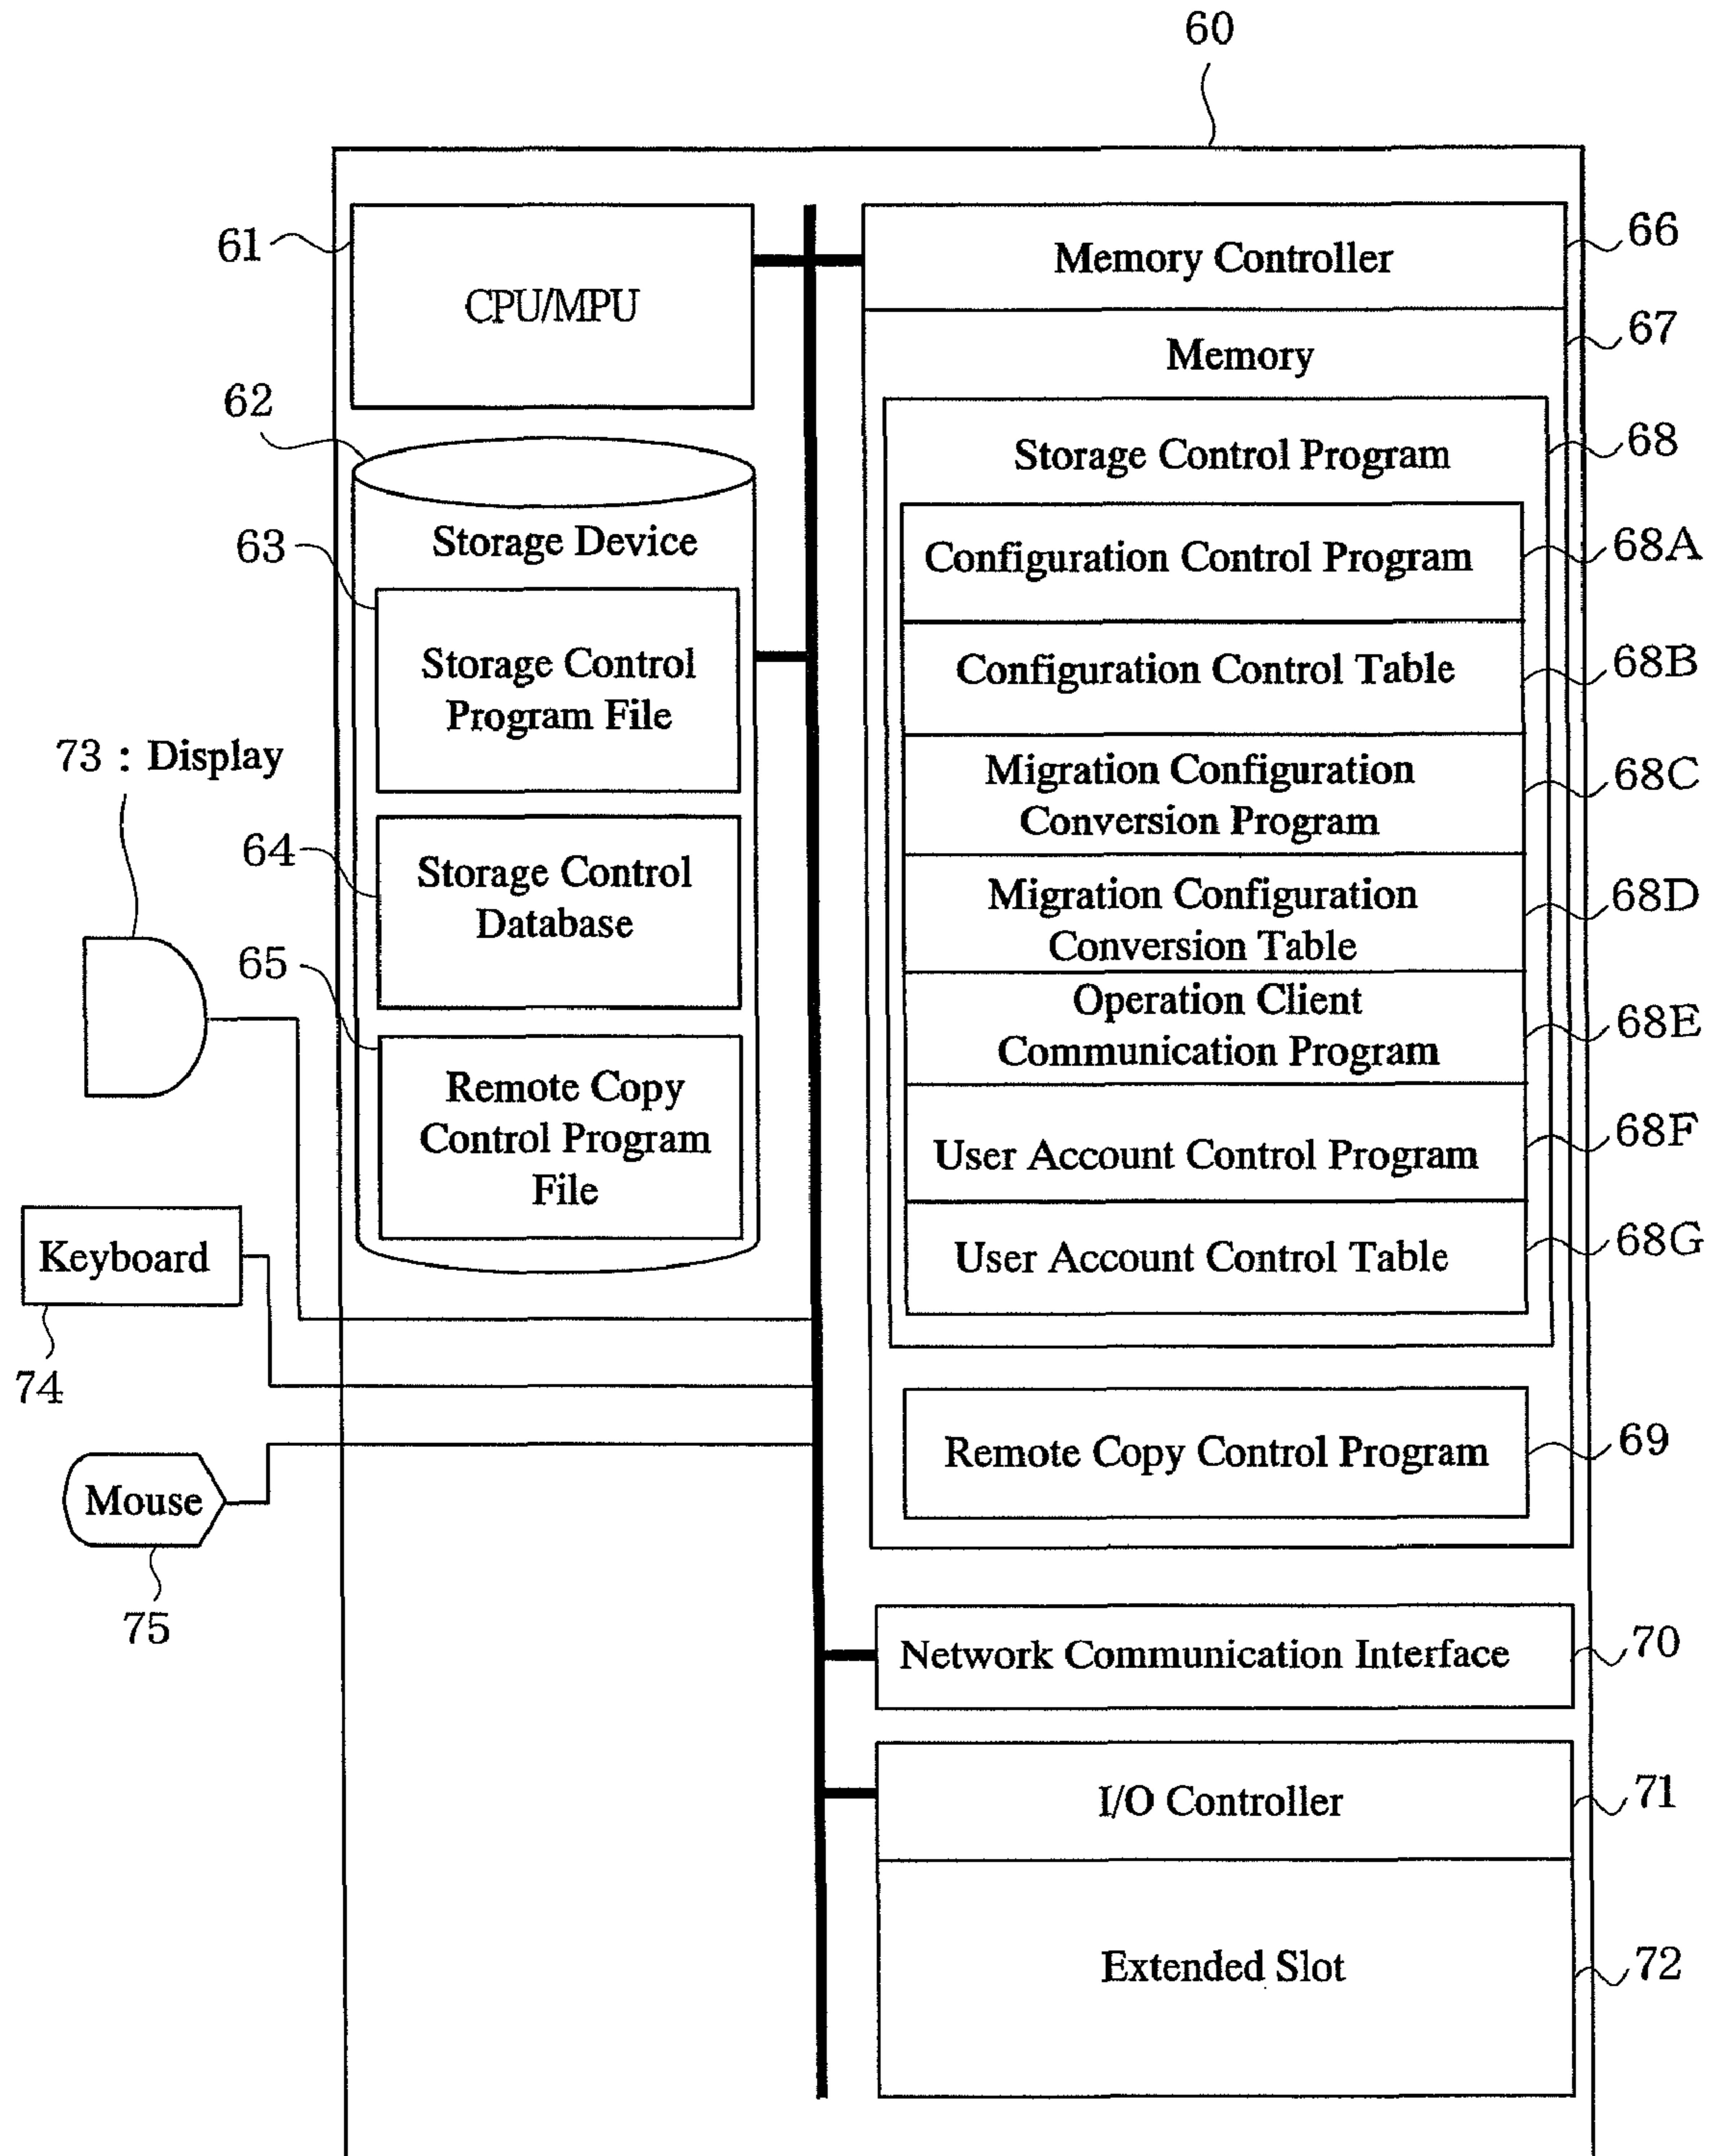 60
61
CPU/MPU
62
Storage Device
63
Storage Control
Program File
64
Storage Control
Database
65
Remote Copy
Control Program
File
73 : Display
Keyboard
74
Mouse
75
Memory Controller
66
Memory
67
Storage Control Program
68
Configuration Control Program
68A
Configuration Control Table
68B
Migration Configuration
Conversion Program
68C
Migration Configuration
Conversion Table
68D
Operation Client
Communication Program
68E
User Account Control Program
68F
User Account Control Table
68G
Remote Copy Control Program
69
Network Communication Interface
70
I/O Controller
71
Extended Slot
72